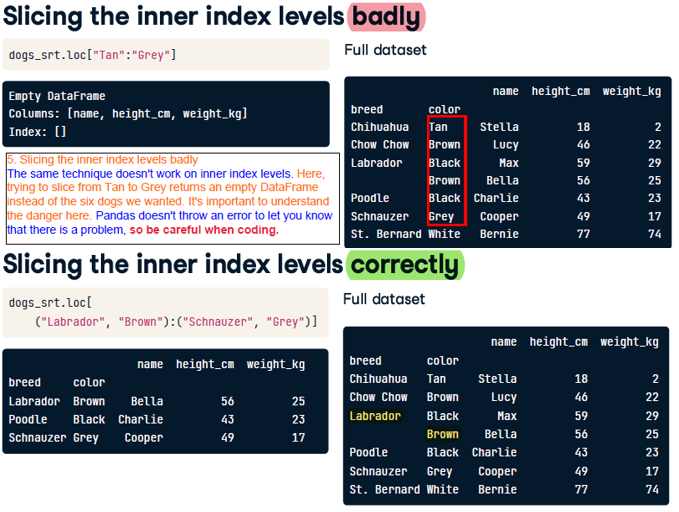 Slicing the inner index levels badly
dogs_srt.loc["Tan":"Grey"]
Empty DataFrame
Columns: [name, height_cm, weight_kg]
Index: []
5. Slicing the inner index levels badly
The same technique doesn't work on inner index levels. Here,
trying to slice from Tan to Grey returns an empty DataFrame
instead of the six dogs we wanted. It's important to understand
the danger here. Pandas doesn't throw an error to let you know
that there is a problem, so be careful when coding.
Full dataset
name height_cm weight_kg
breed color
Chihuahua Tan Stella 18 2
Chow Chow Brown Lucy 46 22
Labrador Black Max 59 29
Brown Bella 56 25
Poodle Black Charlie 43 23
Schnauzer Grey Cooper 49 17
St. Bernard White Bernie 77 74
Slicing the inner index levels correctly
dogs_srt.loc[
("Labrador", "Brown"):("Schnauzer", "Grey")]
name height_cm weight_kg
breed color
Labrador Brown Bella 56 25
Poodle Black Charlie 43 23
Schnauzer Grey Cooper 49 17
Full dataset
name height_cm weight_kg
breed color
Chihuahua Tan Stella 18 2
Chow Chow Brown Lucy 46 22
Labrador Black Max 59 29
Brown Bella 56 25
Poodle Black Charlie 43 23
Schnauzer Grey Cooper 49 17
St. Bernard White Bernie 77 74